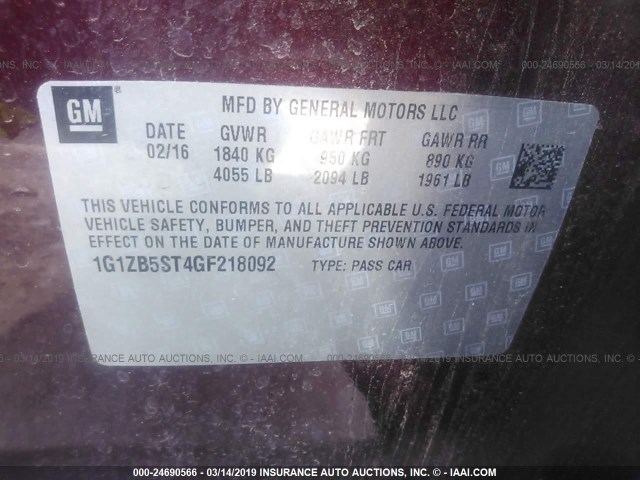 GM
MFD BY GENERAL MOTORS LLC
DATE GVWR GAWR FRT GAWR RR
02/16 1840 KG 950 KG 890 KG
4055 LB 2094 LB 1961 LB
THIS VEHICLE CONFORMS TO ALL APPLICABLE U.S. FEDERAL MOTOR
VEHICLE SAFETY, BUMPER, AND THEFT PREVENTION STANDARDS IN
EFFECT ON THE DATE OF MANUFACTURE SHOWN ABOVE.
1G1ZB5ST4GF218092 TYPE: PASS CAR
000-24690566 - 03/14/2019 INSURANCE AUTO AUCTIONS, INC. - © IAAI.COM